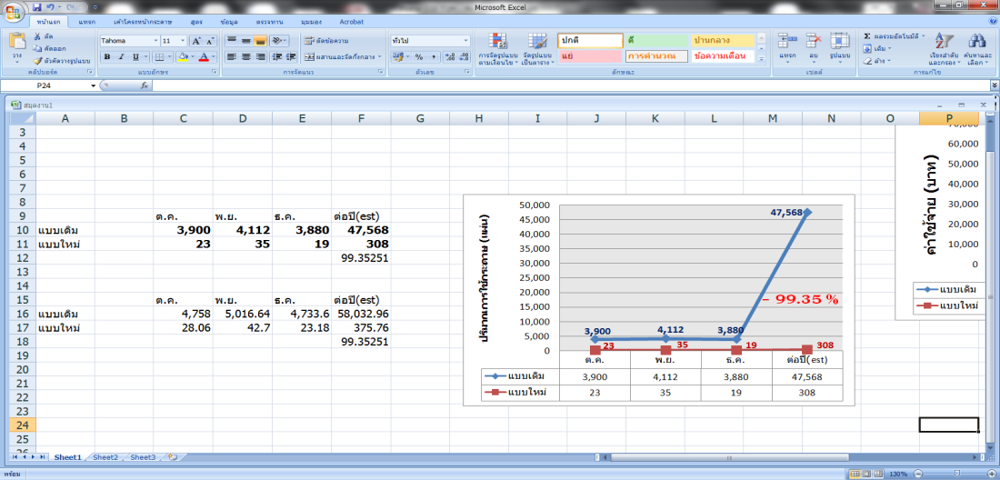 Microsoft Excel
หน้าแรก แทรก เค้าโครงหน้ากระดาษ สูตร ข้อมูล ตรวจทาน มุมมอง Acrobat
ตัด
คัดลอก
ตัวคัดวางรูปแบบ
วาง
คลิปบอร์ด
Tahoma 11
B I U
แบบอักษร
ตัดข้อความ
ผสานและจัดกึ่งกลาง
การจัดแนว
ทั่วไป
%
ตัวเลข
การจัดรูปแบบ
ตามเงื่อนไข
จัดรูปแบบ
เป็นตาราง
ปกติ ดี ปานกลาง
แย่ การคำนวณ ข้อความเตือน
ลักษณะ
แทรก ลบ รูปแบบ
เซลล์
Σ ผลรวมอัตโนมัติ
เติม
ล้าง
เรียงลำดับ
และกรอง
ค้นหาและ
เลือก
การแก้ไข
P24 fx
สมุดงาน1
A B C D E F G H I J K L M N O P
3
4
5
6
7
8
9 ต.ค. พ.ย. ธ.ค. ต่อปี(est)
10 แบบเดิม 3,900 4,112 3,880 47,568
11 แบบใหม่ 23 35 19 308
12 99.35251
13
14
15 ต.ค. พ.ย. ธ.ค. ต่อปี(est)
16 แบบเดิม 4,758 5,016.64 4,733.6 58,032.96
17 แบบใหม่ 28.06 42.7 23.18 375.76
18 99.35251
19
20
21
22
23
24
25
26
ปริมาณการใช้กระดาษ (แผ่น)
50,000
45,000
40,000
35,000
30,000
25,000
20,000
15,000
10,000
5,000
0
47,568
- 99.35 %
3,900 4,112 3,880
23 35 19 308
ต.ค. พ.ย. ธ.ค. ต่อปี(est)
แบบเดิม 3,900 4,112 3,880 47,568
แบบใหม่ 23 35 19 308
ค่าใช้จ่าย (บาท)
70,000
60,000
50,000
40,000
30,000
20,000
10,000
0
แบบเดิม
แบบใหม่
Sheet1 Sheet2 Sheet3
พร้อม 130%